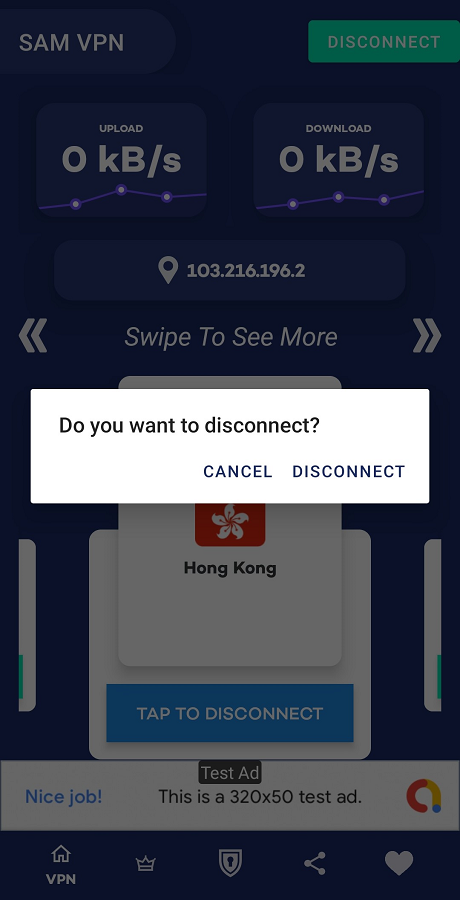 SAM VPN
DISCONNECT
UPLOAD
0 kB/s
DOWNLOAD
0 kB/s
103.216.196.2
Swipe To See More
Do you want to disconnect?
CANCEL DISCONNECT
Hong Kong
TAP TO DISCONNECT
Test Ad
Nice job! This is a 320x50 test ad.
VPN